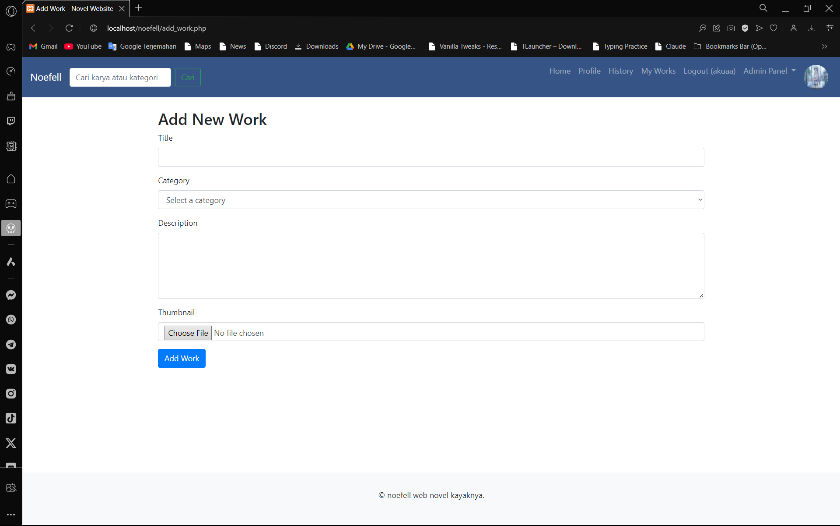 Add Work - Novel Website
localhost/noefell/add_work.php
Gmail YouTube Google Terjemahan Maps News Discord Downloads My Drive - Google... Vanilla Tweaks - Res... TLauncher – Downl... Typing Practice Claude Bookmarks Bar (Op...
Noefell Cari karya atau kategori Cari Home Profile History My Works Logout (akuaa) Admin Panel
Add New Work
Title
Category
Select a category
Description
Thumbnail
Choose File No file chosen
Add Work
© noefell web novel kayaknya.